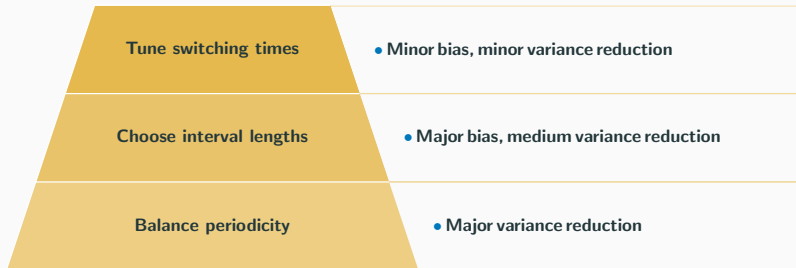 Tune switching times
• Minor bias, minor variance reduction
Choose interval lengths
• Major bias, medium variance reduction
Balance periodicity
• Major variance reduction